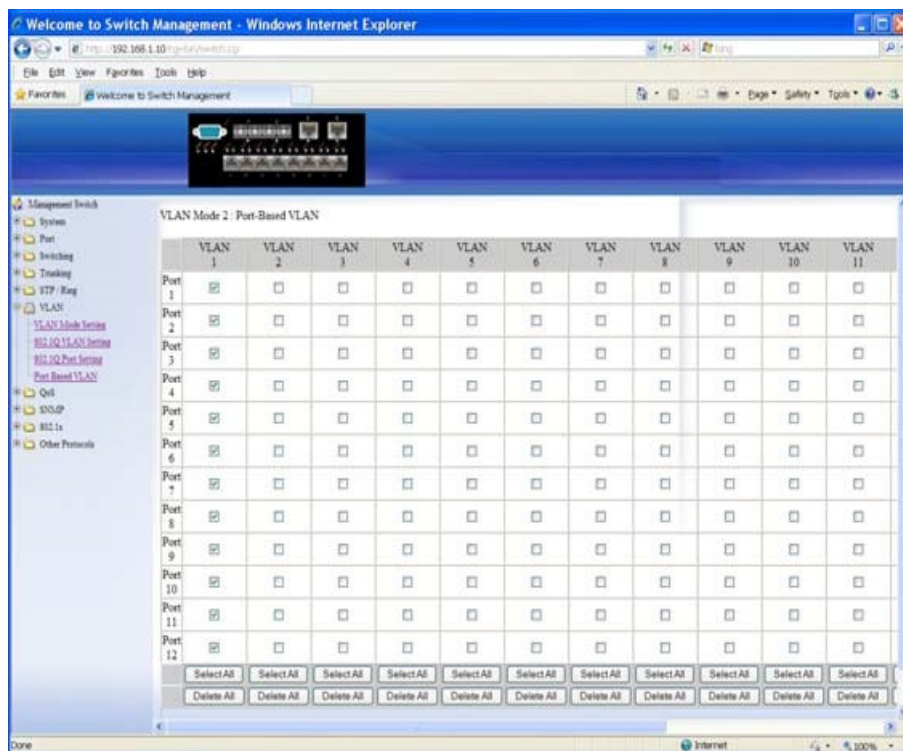 Welcome to Switch Management - Windows Internet Explorer
192.168.1.10
File Edit View Favorites Tools Help
Favorites Welcome to Switch Management Page Safety Tools
Management Switch
System
Port
Switching
Trunking
STP / Ring
VLAN
VLAN Mode Setting
802.1Q VLAN Setting
802.1Q Port Setting
Port Based VLAN
QoS
SNMP
802.1x
Other Protocols
VLAN Mode 2 : Port-Based VLAN
VLAN 1 VLAN 2 VLAN 3 VLAN 4 VLAN 5 VLAN 6 VLAN 7 VLAN 8 VLAN 9 VLAN 10 VLAN 11
Port 1
Port 2
Port 3
Port 4
Port 5
Port 6
Port 7
Port 8
Port 9
Port 10
Port 11
Port 12
Select All Select All Select All Select All Select All Select All Select All Select All Select All Select All Select All
Delete All Delete All Delete All Delete All Delete All Delete All Delete All Delete All Delete All Delete All Delete All
Done Internet 100%